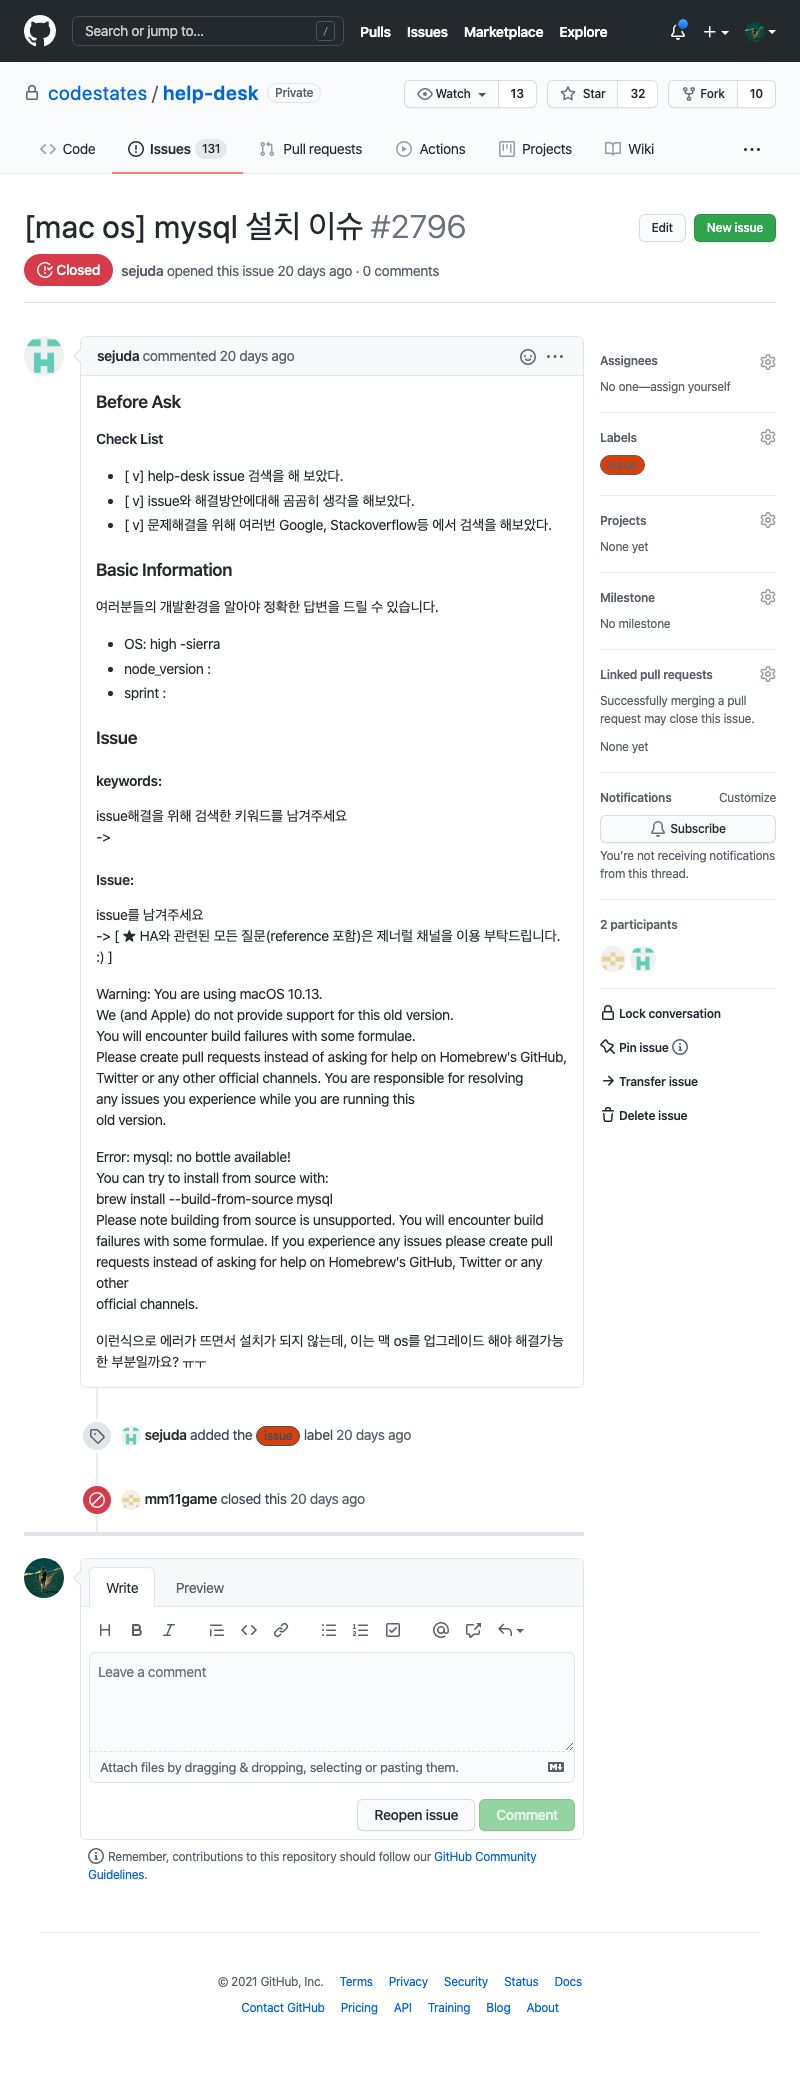 Search or jump to... /
Pulls Issues Marketplace Explore
codestates / help-desk Private
Watch 13 Star 32 Fork 10
Code Issues 131 Pull requests Actions Projects Wiki ...
[mac os] mysql 설치 이슈 #2796
Edit New issue
Closed sejuda opened this issue 20 days ago · 0 comments
sejuda commented 20 days ago
Before Ask
Check List
• [ v] help-desk issue 검색을 해 보았다.
• [ v] issue와 해결방안에대해 곰곰히 생각을 해보았다.
• [ v] 문제해결을 위해 여러번 Google, Stackoverflow등 에서 검색을 해보았다.
Basic Information
여러분들의 개발환경을 알아야 정확한 답변을 드릴 수 있습니다.
• OS: high -sierra
• node_version :
• sprint :
Issue
keywords:
issue해결을 위해 검색한 키워드를 남겨주세요
->
Issue:
issue를 남겨주세요
-> [ ★ HA와 관련된 모든 질문(reference 포함)은 제너럴 채널을 이용 부탁드립니다.
:) ]
Warning: You are using macOS 10.13.
We (and Apple) do not provide support for this old version.
You will encounter build failures with some formulae.
Please create pull requests instead of asking for help on Homebrew's GitHub,
Twitter or any other official channels. You are responsible for resolving
any issues you experience while you are running this
old version.
Error: mysql: no bottle available!
You can try to install from source with:
brew install --build-from-source mysql
Please note building from source is unsupported. You will encounter build
failures with some formulae. If you experience any issues please create pull
requests instead of asking for help on Homebrew's GitHub, Twitter or any
other
official channels.
이런식으로 에러가 뜨면서 설치가 되지 않는데, 이는 맥 os를 업그레이드 해야 해결가능
한 부분일까요? ㅠㅜ
Assignees
No one—assign yourself
Labels
issue
Projects
None yet
Milestone
No milestone
Linked pull requests
Successfully merging a pull
request may close this issue.
None yet
Notifications Customize
Subscribe
You're not receiving notifications
from this thread.
2 participants
Lock conversation
Pin issue
Transfer issue
Delete issue
sejuda added the issue label 20 days ago
mm11game closed this 20 days ago
Write Preview
Leave a comment
Attach files by dragging & dropping, selecting or pasting them.
Reopen issue Comment
Remember, contributions to this repository should follow our GitHub Community
Guidelines.
© 2021 GitHub, Inc. Terms Privacy Security Status Docs
Contact GitHub Pricing API Training Blog About